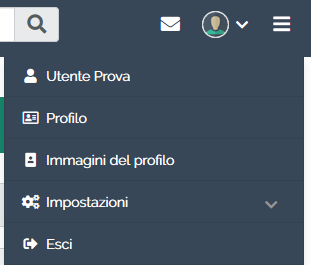 Utente Prova
Profilo
Immagini del profilo
Impostazioni
Esci